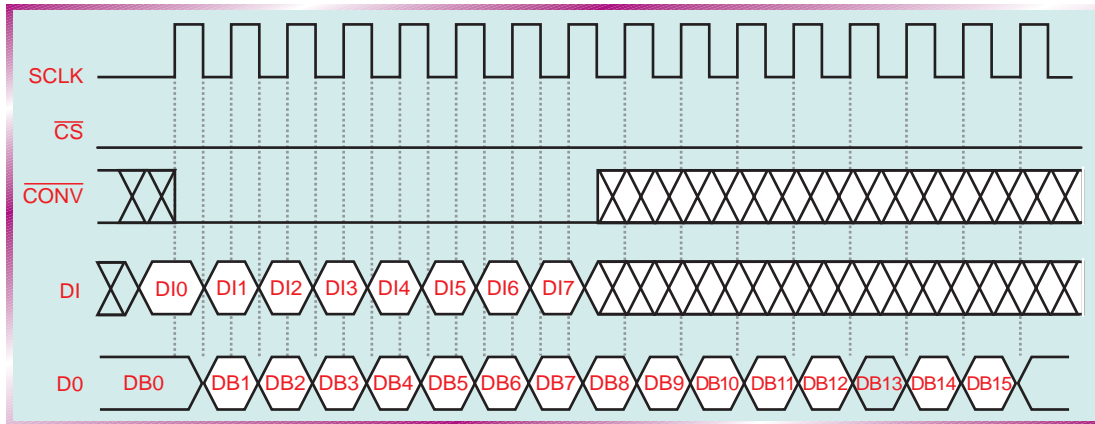 SCLK
CS
CONV
DI DI0 DI1 DI2 DI3 DI4 DI5 DI6 DI7
D0 DB0 DB1 DB2 DB3 DB4 DB5 DB6 DB7 DB8 DB9 DB10 DB11 DB12 DB13 DB14 DB15